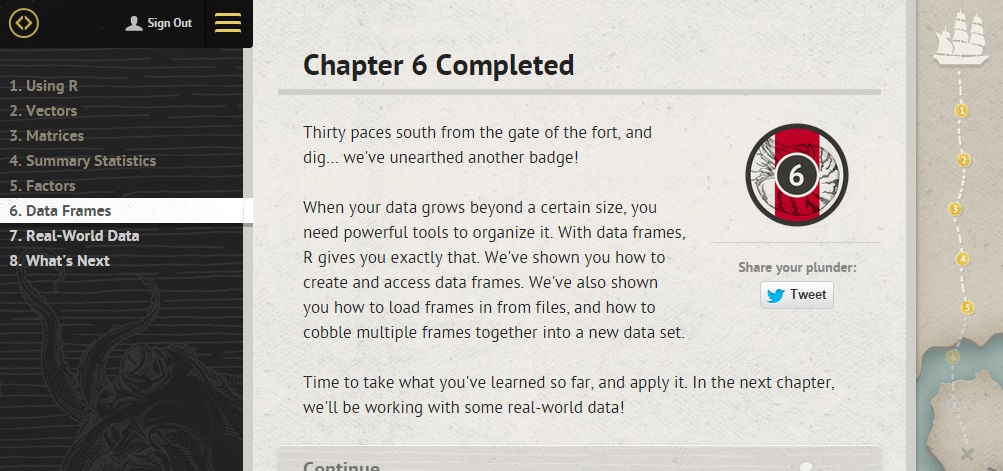 Sign Out
1. Using R
2. Vectors
3. Matrices
4. Summary Statistics
5. Factors
6. Data Frames
7. Real-World Data
8. What's Next
Chapter 6 Completed
Thirty paces south from the gate of the fort, and
dig... we've unearthed another badge!
When your data grows beyond a certain size, you
need powerful tools to organize it. With data frames,
R gives you exactly that. We've shown you how to
create and access data frames. We've also shown
you how to load frames in from files, and how to
cobble multiple frames together into a new data set.
Time to take what you've learned so far, and apply it. In the next chapter,
we'll be working with some real-world data!
6
Share your plunder:
Tweet
Continue
1
2
3
4
5
6